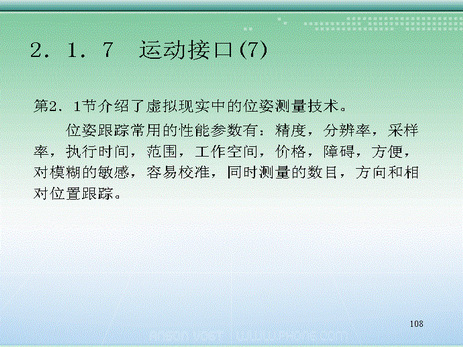 2．1．7　运动接口(7)
第2．1节介绍了虚拟现实中的位姿测量技术。
位姿跟踪常用的性能参数有：精度，分辨率，采样
率，执行时间，范围，工作空间，价格，障碍，方便，
对模糊的敏感，容易校准，同时测量的数目，方向和相
对位置跟踪。
108